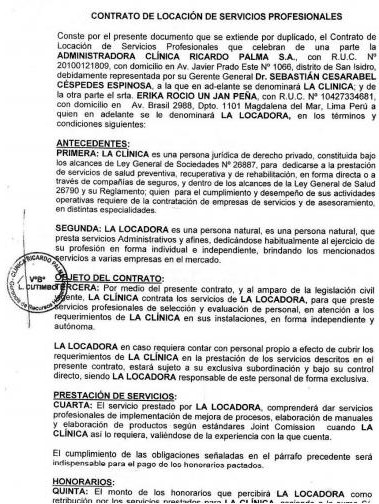 CONTRATO DE LOCACIÓN DE SERVICIOS PROFESIONALES
Conste por el presente documento que se extiende por duplicado, el Contrato de
Locación de Servicios Profesionales que celebran de una parte la
ADMINISTRADORA CLÍNICA RICARDO PALMA S.A., con R.U.C. Nº
20100121809, con domicilio en Av. Javier Prado Este Nº 1066, distrito de San Isidro,
debidamente representada por su Gerente General Dr. SEBASTIÁN CESARABEL
CÉSPEDES ESPINOSA, a la que en al-adelante se denominará LA CLINICA; y de
de la otra parte el srta. ERIKA ROCIO UN JAN PEÑA, con R.U.C. Nº 10427334681,
con domicilio en Av. Brasil 2988, Dpto. 1101 Magdalena del Mar, Lima Perú a
quien en adelante se le denominará LA LOCADORA, en los términos y
condiciones siguientes:
ANTECEDENTES:
PRIMERA: LA CLÍNICA es una persona jurídica de derecho privado, constituida bajo
los alcances de Ley General de Sociedades Nº 26887, para dedicarse a la prestación
de servicios de salud preventiva, recuperativa y de rehabilitación, en forma directa o a
través de compañías de seguros, y dentro de los alcances de la Ley General de Salud
26790 y su Reglamento; quien para el cumplimiento y desempeño de sus actividades
operativas requiere de la contratación de empresas de servicios y de asesoramiento,
en distintas especialidades.
SEGUNDA: LA LOCADORA es una persona natural, es una persona natural, que
presta servicios Administrativos y afines, dedicándose habitualmente al ejercicio de
su profesión en forma individual e independiente, brindando los mencionados
servicios a varias empresas en el mercado.
OBJETO DEL CONTRATO:
TERCERA: Por medio del presente contrato, y al amparo de la legislación civil
vigente, LA CLÍNICA contrata los servicios de LA LOCADORA, para que preste
servicios profesionales de selección y evaluación de personal, en atención a los
requerimientos de LA CLÍNICA en sus instalaciones, en forma independiente y
autónoma.
CLINICA RICARDO PALMA
VºBº
L. CUTIMBO
LA LOCADORA en caso requiera contar con personal propio a efecto de cubrir los
requerimientos de LA CLÍNICA en la prestación de los servicios descritos en el
presente contrato, estará sujeto a su exclusiva subordinación y bajo su control
directo, siendo LA LOCADORA responsable de este personal de forma exclusiva.
PRESTACIÓN DE SERVICIOS:
CUARTA: El servicio prestado por LA LOCADORA, comprenderá dar servicios
profesionales de implementación de mejora de procesos, elaboración de manuales
y elaboración de productos según estándares Joint Comission cuando LA
CLÍNICA así lo requiera, valiéndose de la experiencia con la que cuenta.
El cumplimiento de las obligaciones señaladas en el párrafo precedente será
indispensable para el pago de los honorarios pactados.
HONORARIOS:
QUINTA: El monto de los honorarios que percibirá LA LOCADORA como